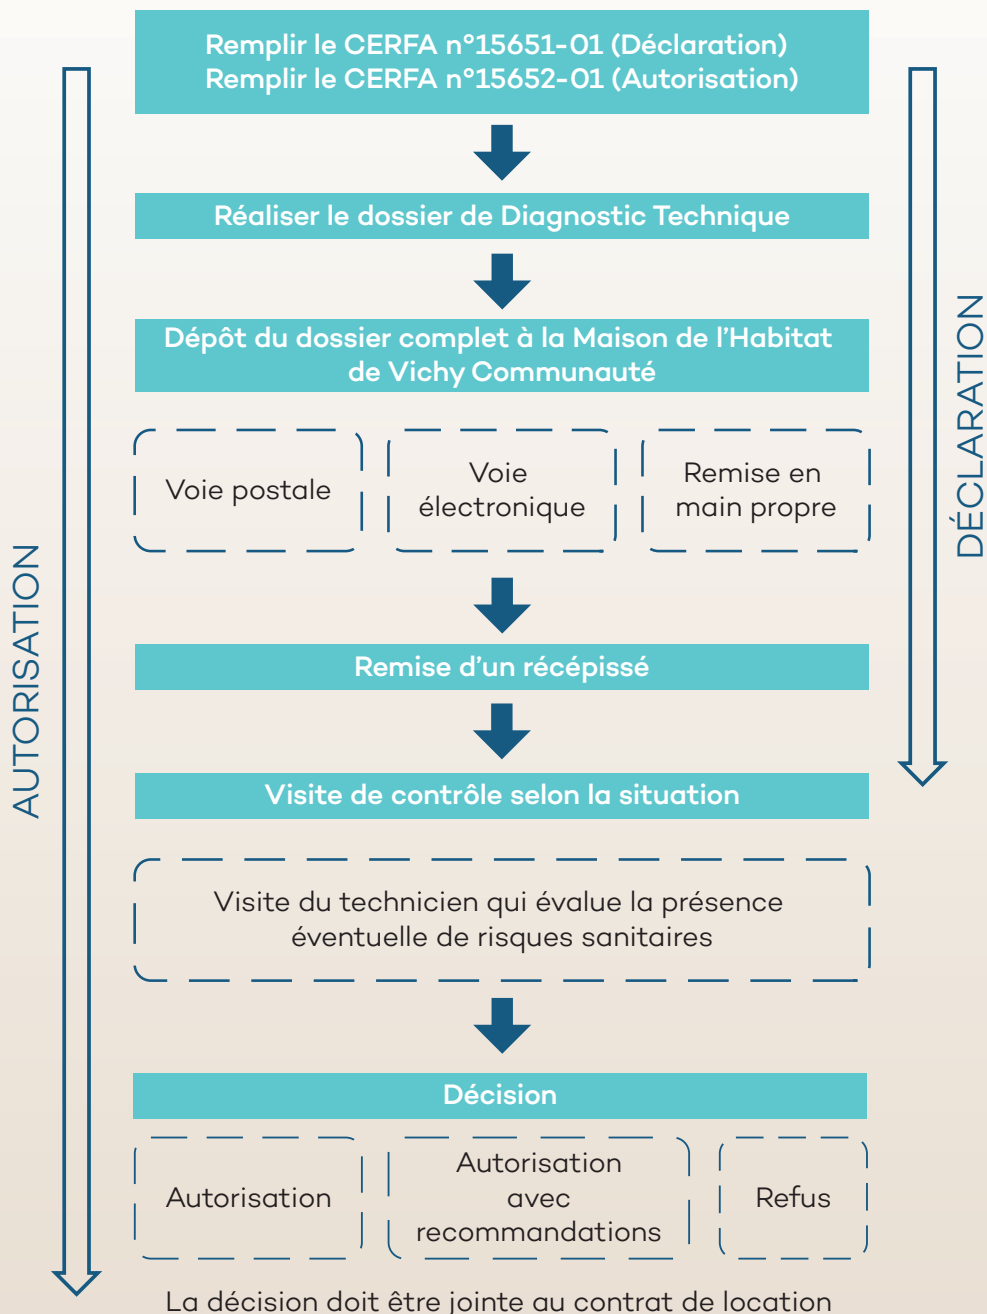 Remplir le CERFA n°15651-01 (Déclaration)
Remplir le CERFA n°15652-01 (Autorisation)
Réaliser le dossier de Diagnostic Technique
Dépôt du dossier complet à la Maison de l'Habitat
de Vichy Communauté
Voie postale
Voie
électronique
Remise en
main propre
Remise d'un récépissé
Visite de contrôle selon la situation
Visite du technicien qui évalue la présence
éventuelle de risques sanitaires
Décision
Autorisation
Autorisation
avec
recommandations
Refus
La décision doit être jointe au contrat de location
AUTORISATION
DÉCLARATION